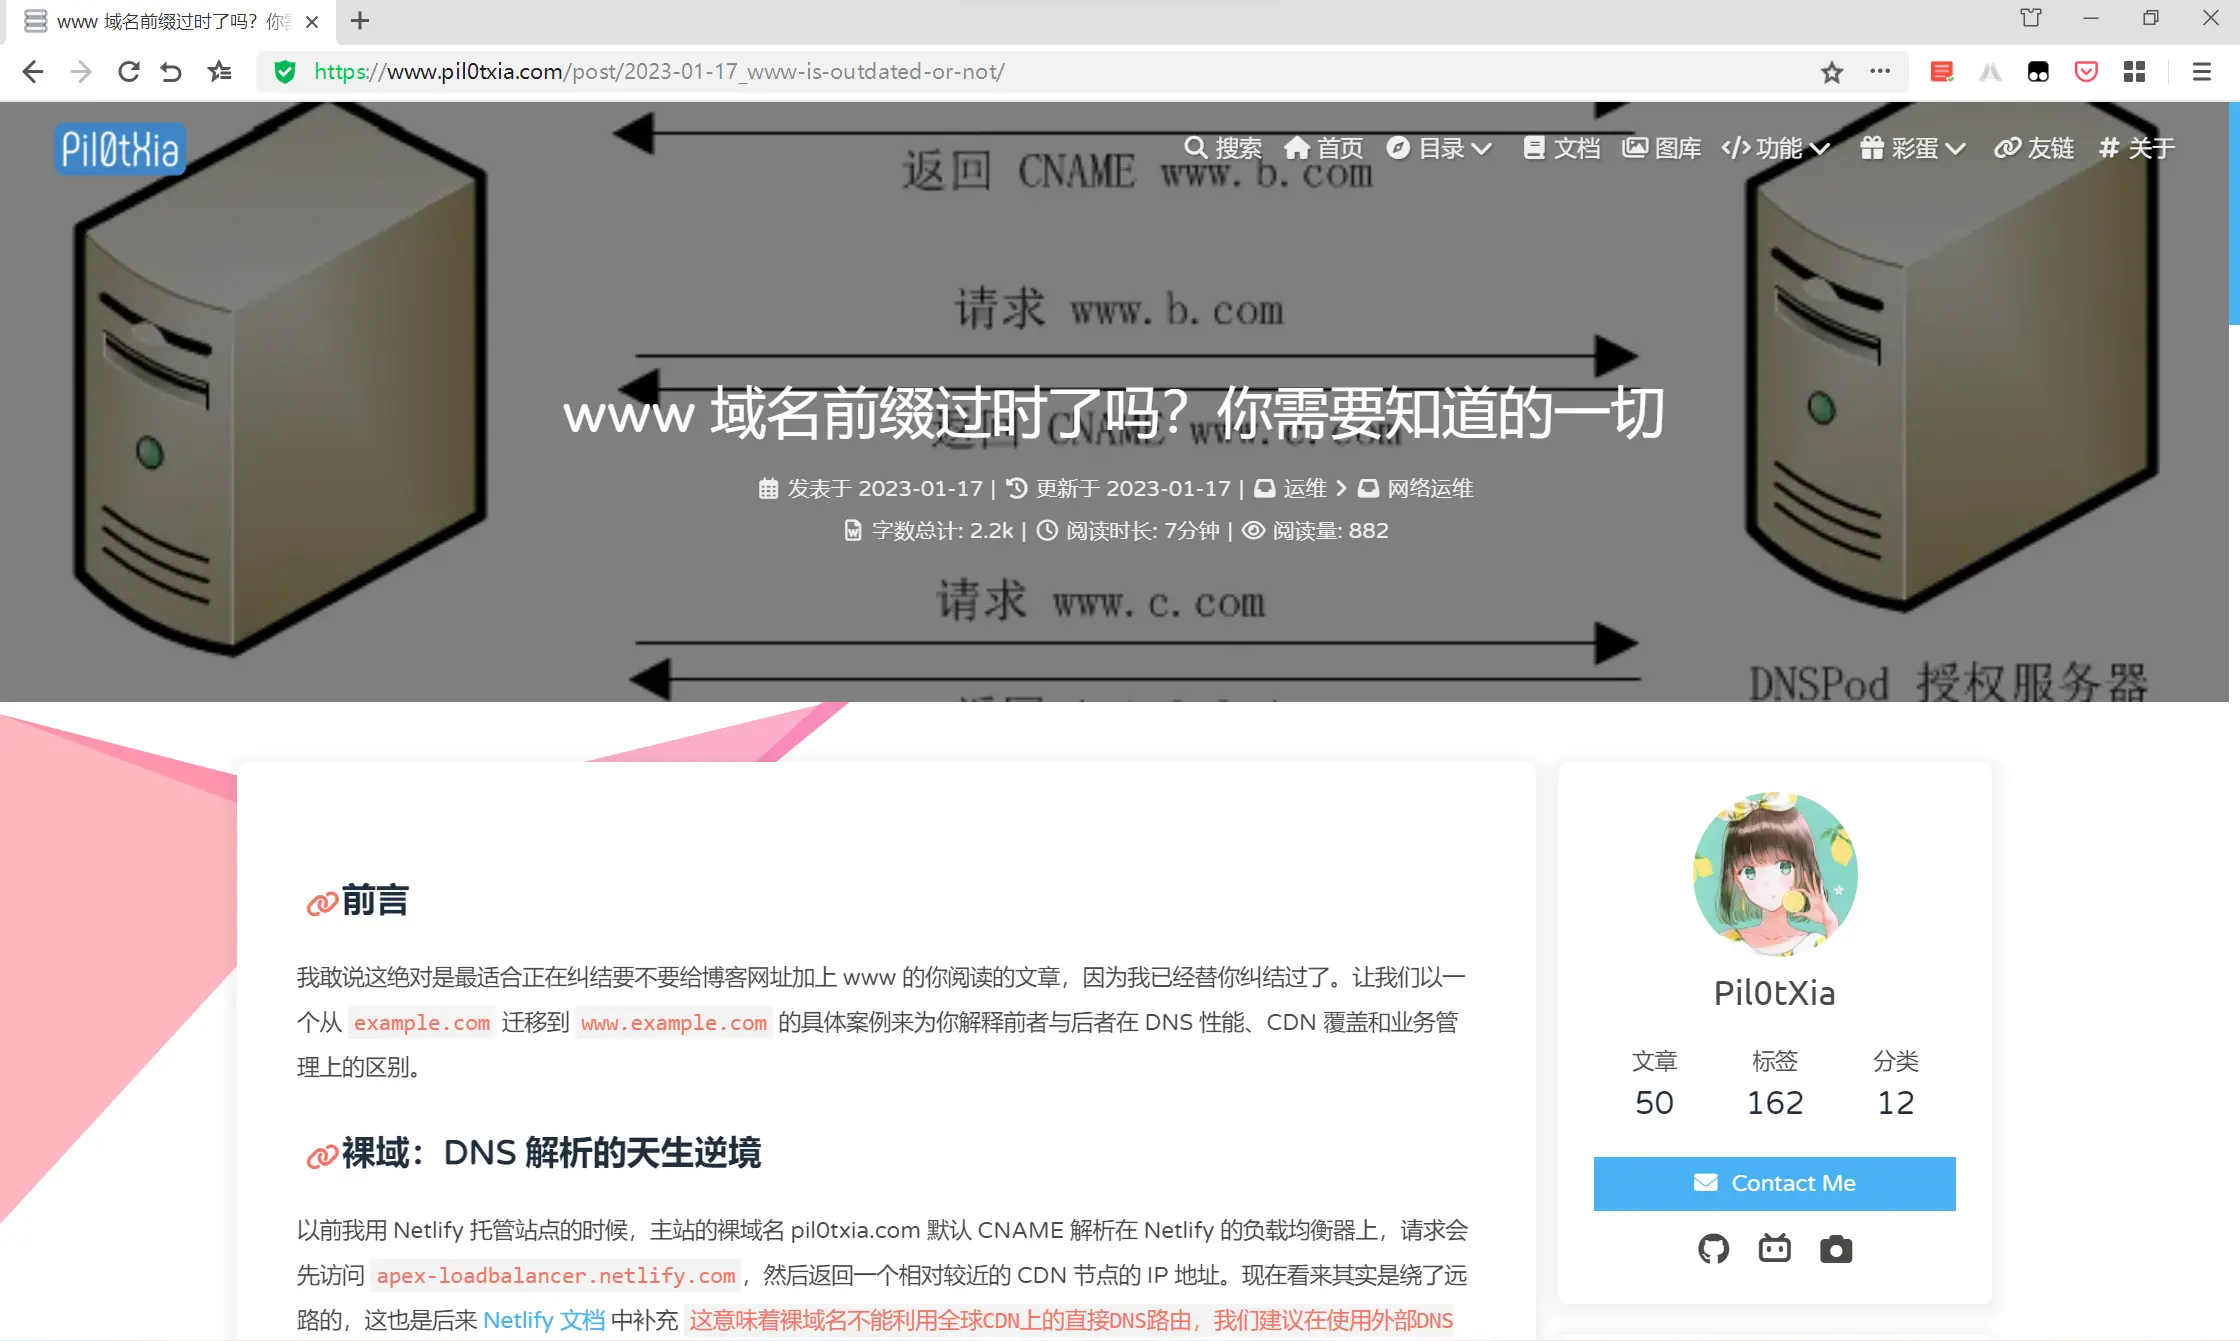 www 域名前缀过时了吗？你
https://www.pil0txia.com/post/2023-01-17_www-is-outdated-or-not/
Pil0tXia
搜索 首页 目录 文档 图库 功能 彩蛋 友链 关于
返回 CNAME www.b.com
请求 www.b.com
www 域名前缀过时了吗？你需要知道的一切
返回 CNAME www.c.com
发表于 2023-01-17 | 更新于 2023-01-17 | 运维 > 网络运维
字数总计: 2.2k | 阅读时长: 7分钟 | 阅读量: 882
请求 www.c.com
DNSPod 授权服务器
前言
我敢说这绝对是最适合正在纠结要不要给博客网址加上 www 的你阅读的文章，因为我已经替你纠结过了。让我们以一
个从 example.com 迁移到 www.example.com 的具体案例来为你解释前者与后者在 DNS 性能、CDN 覆盖和业务管
理上的区别。
裸域：DNS 解析的天生逆境
以前我用 Netlify 托管站点的时候，主站的裸域名 pil0txia.com 默认 CNAME 解析在 Netlify 的负载均衡器上，请求会
先访问 apex-loadbalancer.netlify.com，然后返回一个相对较近的 CDN 节点的 IP 地址。现在看来其实是绕了远
路的，这也是后来 Netlify 文档 中补充 这意味着裸域名不能利用全球CDN上的直接DNS路由，我们建议在使用外部DNS
Pil0tXia
文章 标签 分类
50 162 12
Contact Me